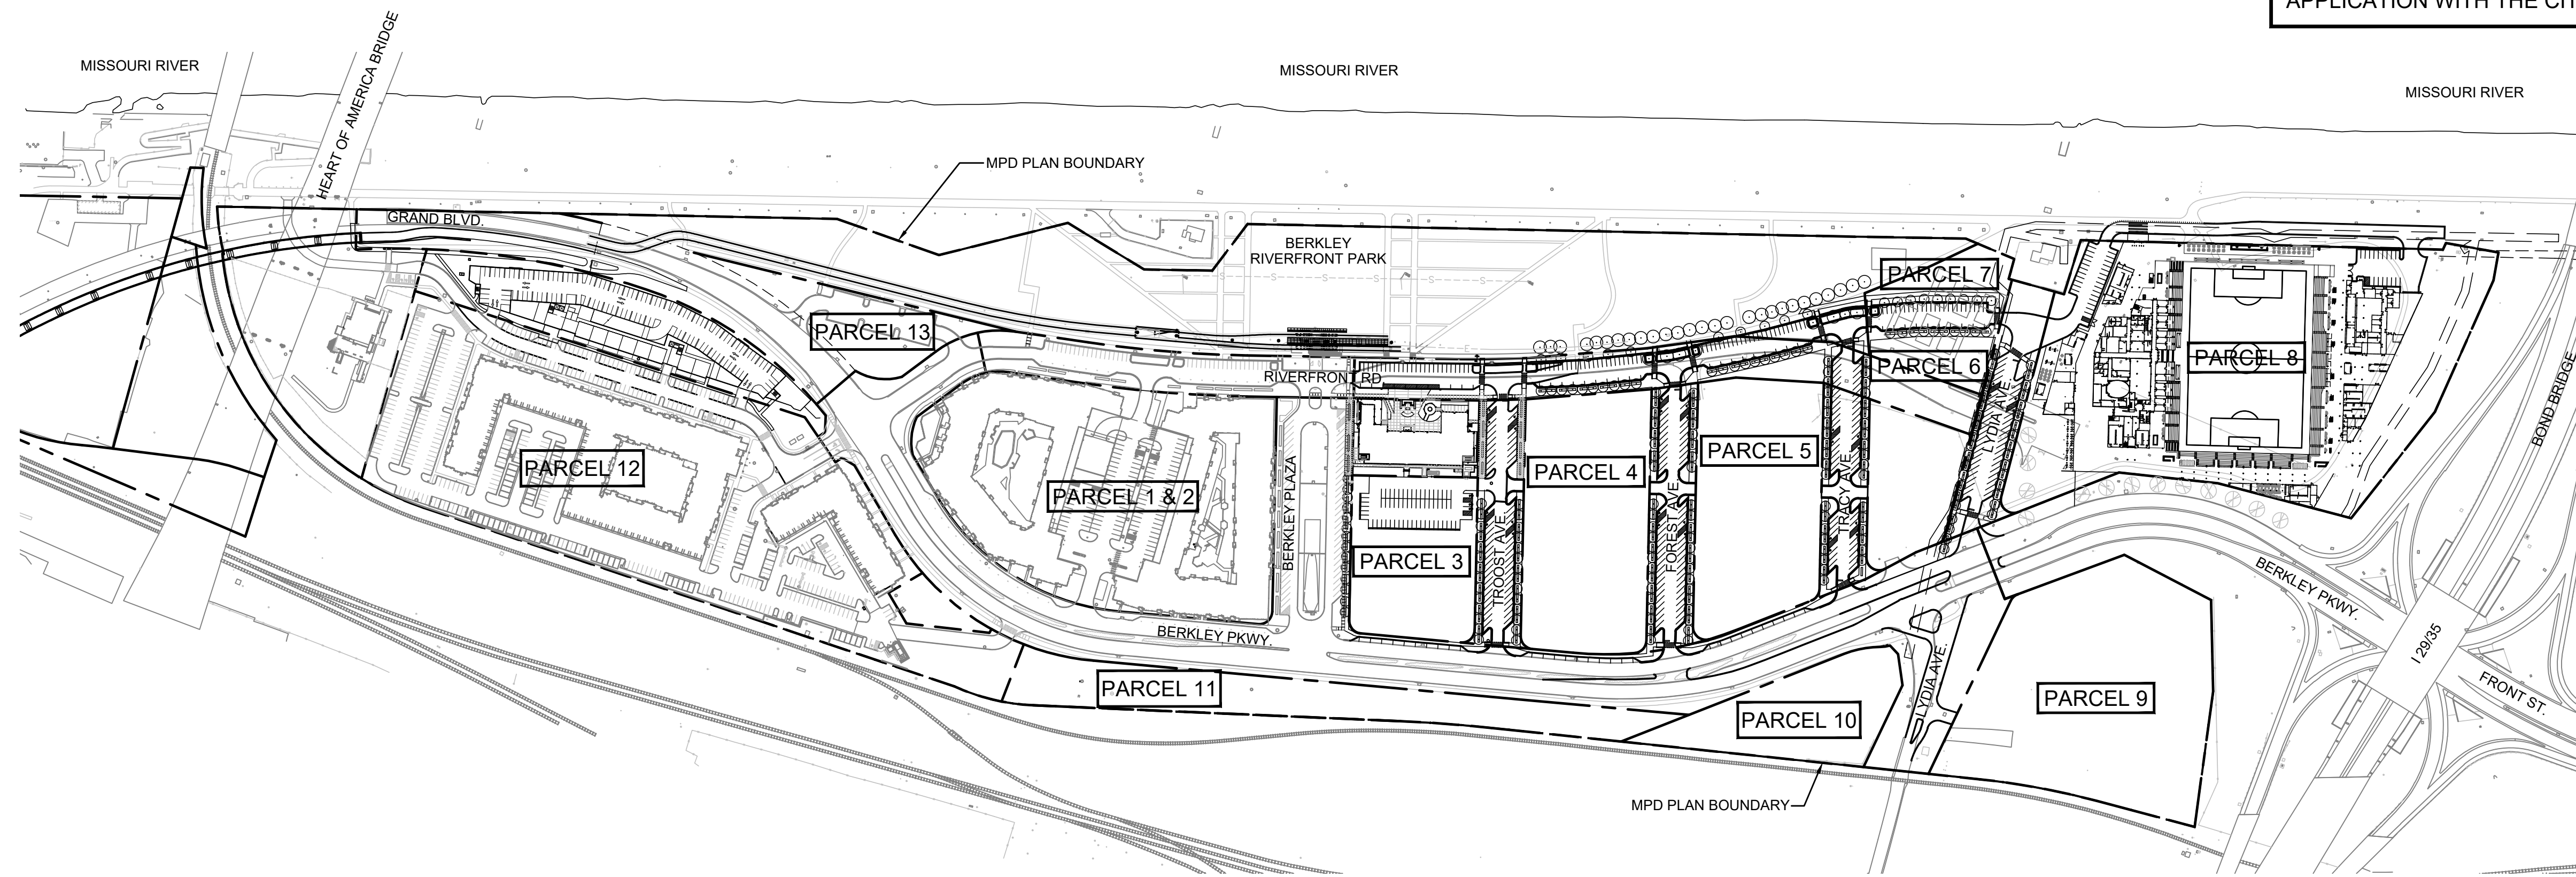 APPLICATION WITH THE CIT
MISSOURI RIVER
HEART OF AMERICA BRIDGE
MISSOURI RIVER
MISSOURI RIVER
MPD PLAN BOUNDARY
GRAND BLVD.
BERKLEY
RIVERFRONT PARK
PARCEL 7
PARCEL 13
PARCEL 8
PARCEL 6
RIVERFRONT RD
LYDIA AVE.
BOND BRIDGE
PARCEL 12
PARCEL 1 & 2
BERKLEY PLAZA
PARCEL 4
PARCEL 5
TRACY AVE.
FOREST AVE.
TROOST AVE.
PARCEL 3
BERKLEY PKWY.
BERKLEY PKWY.
I 29/35
PARCEL 11
PARCEL 10
LYDIA AVE.
PARCEL 9
FRONT ST.
MPD PLAN BOUNDARY